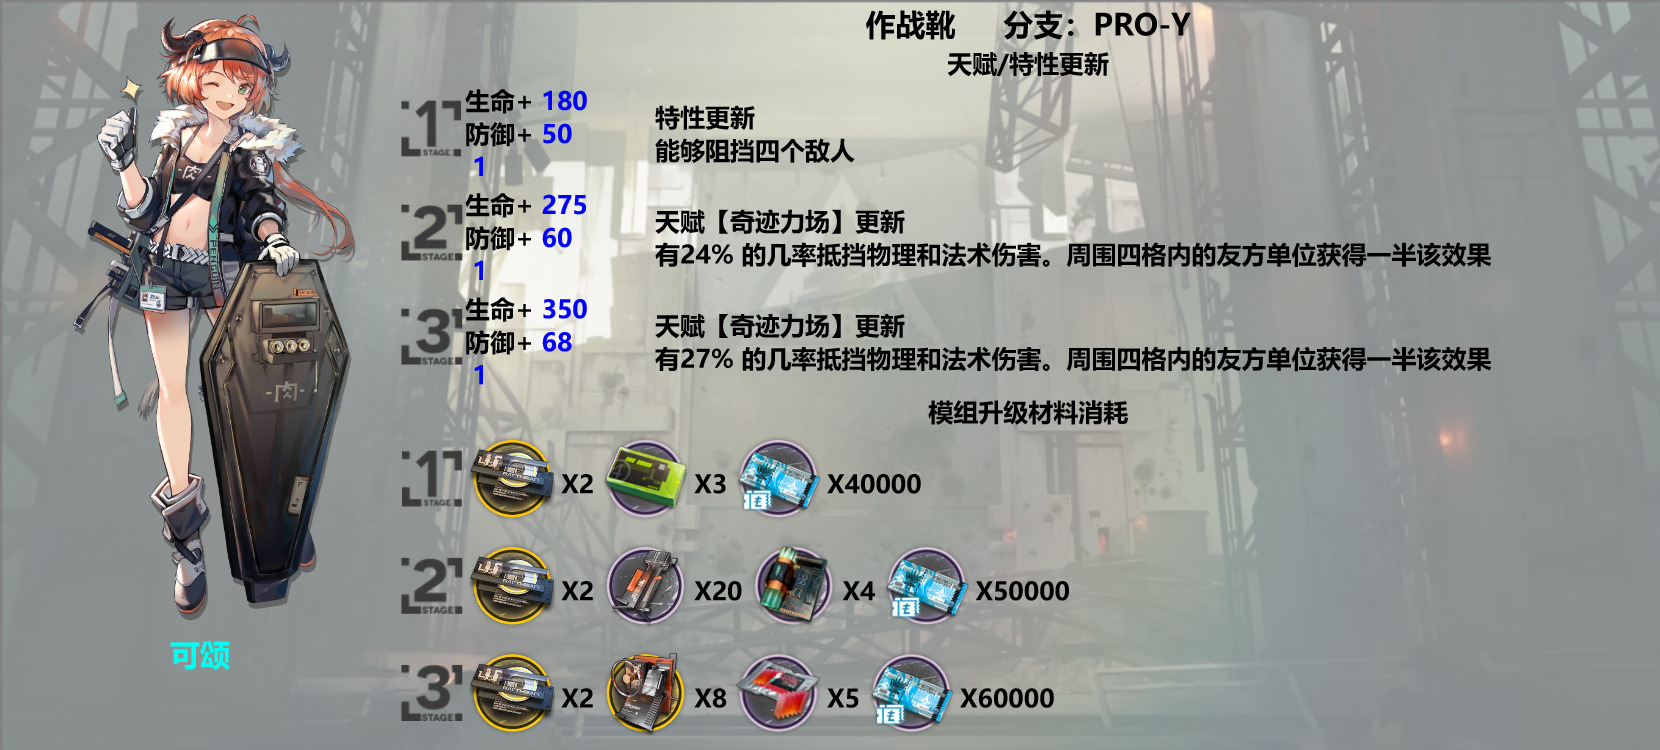 作战靴 分支：PRO-Y
天赋/特性更新
1 STAGE.
生命+ 180
防御+ 50
1
特性更新
能够阻挡四个敌人
2 STAGE.
生命+ 275
防御+ 60
1
天赋【奇迹力场】更新
有24% 的几率抵挡物理和法术伤害。周围四格内的友方单位获得一半该效果
3 STAGE.
生命+ 350
防御+ 68
1
天赋【奇迹力场】更新
有27% 的几率抵挡物理和法术伤害。周围四格内的友方单位获得一半该效果
模组升级材料消耗
1 STAGE. X2 X3 X40000
2 STAGE. X2 X20 X4 X50000
3 STAGE. X2 X8 X5 X60000
可颂
肉